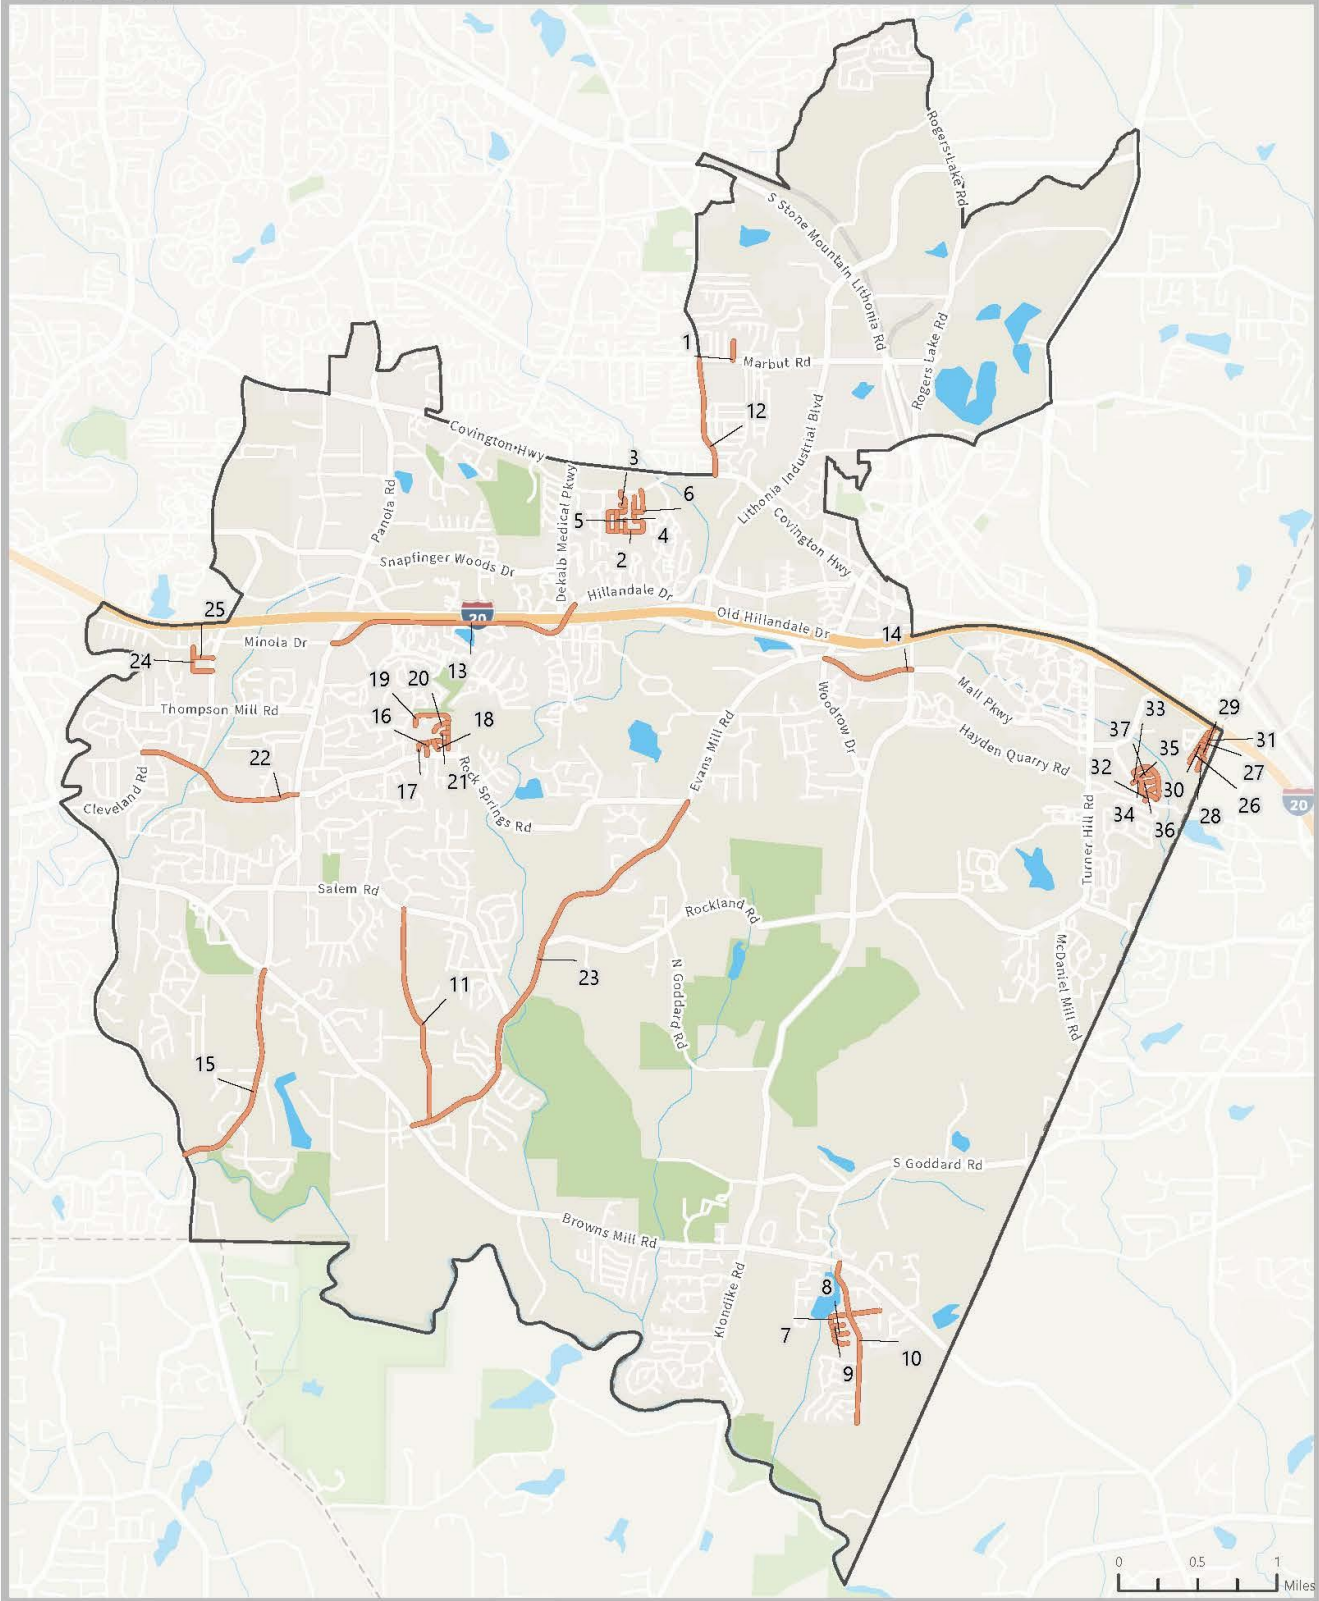 Rogers Lake Rd
S Stone Mountain Lithonia Rd
1
Marbut Rd
Rogers Lake Rd
12
Covington Hwy
3
Lithonia Industrial Blvd
Panola Rd
Dekalb Medical Pkwy
6
5
4
2
Covington Hwy
Snapfinger Woods Dr
Hillandale Dr
25
20
Old Hillandale Dr
14
Minola Dr
24
13
19
20
Thompson Mill Rd
16
18
Woodrow Dr
Mall Pkwy
33
29
37
31
Evans Mill Rd
Hayden Quarry Rd
35
22
17
21
Rock Springs Rd
32
30
27
26
Cleveland Rd
34
36
28
20
Turner Hill Rd
Salem Rd
Rockland Rd
McDaniel Mill Rd
N Goddard Rd
23
11
15
S Goddard Rd
Browns Mill Rd
Klondike Rd
8
7
10
9
0
0.5
1
Miles